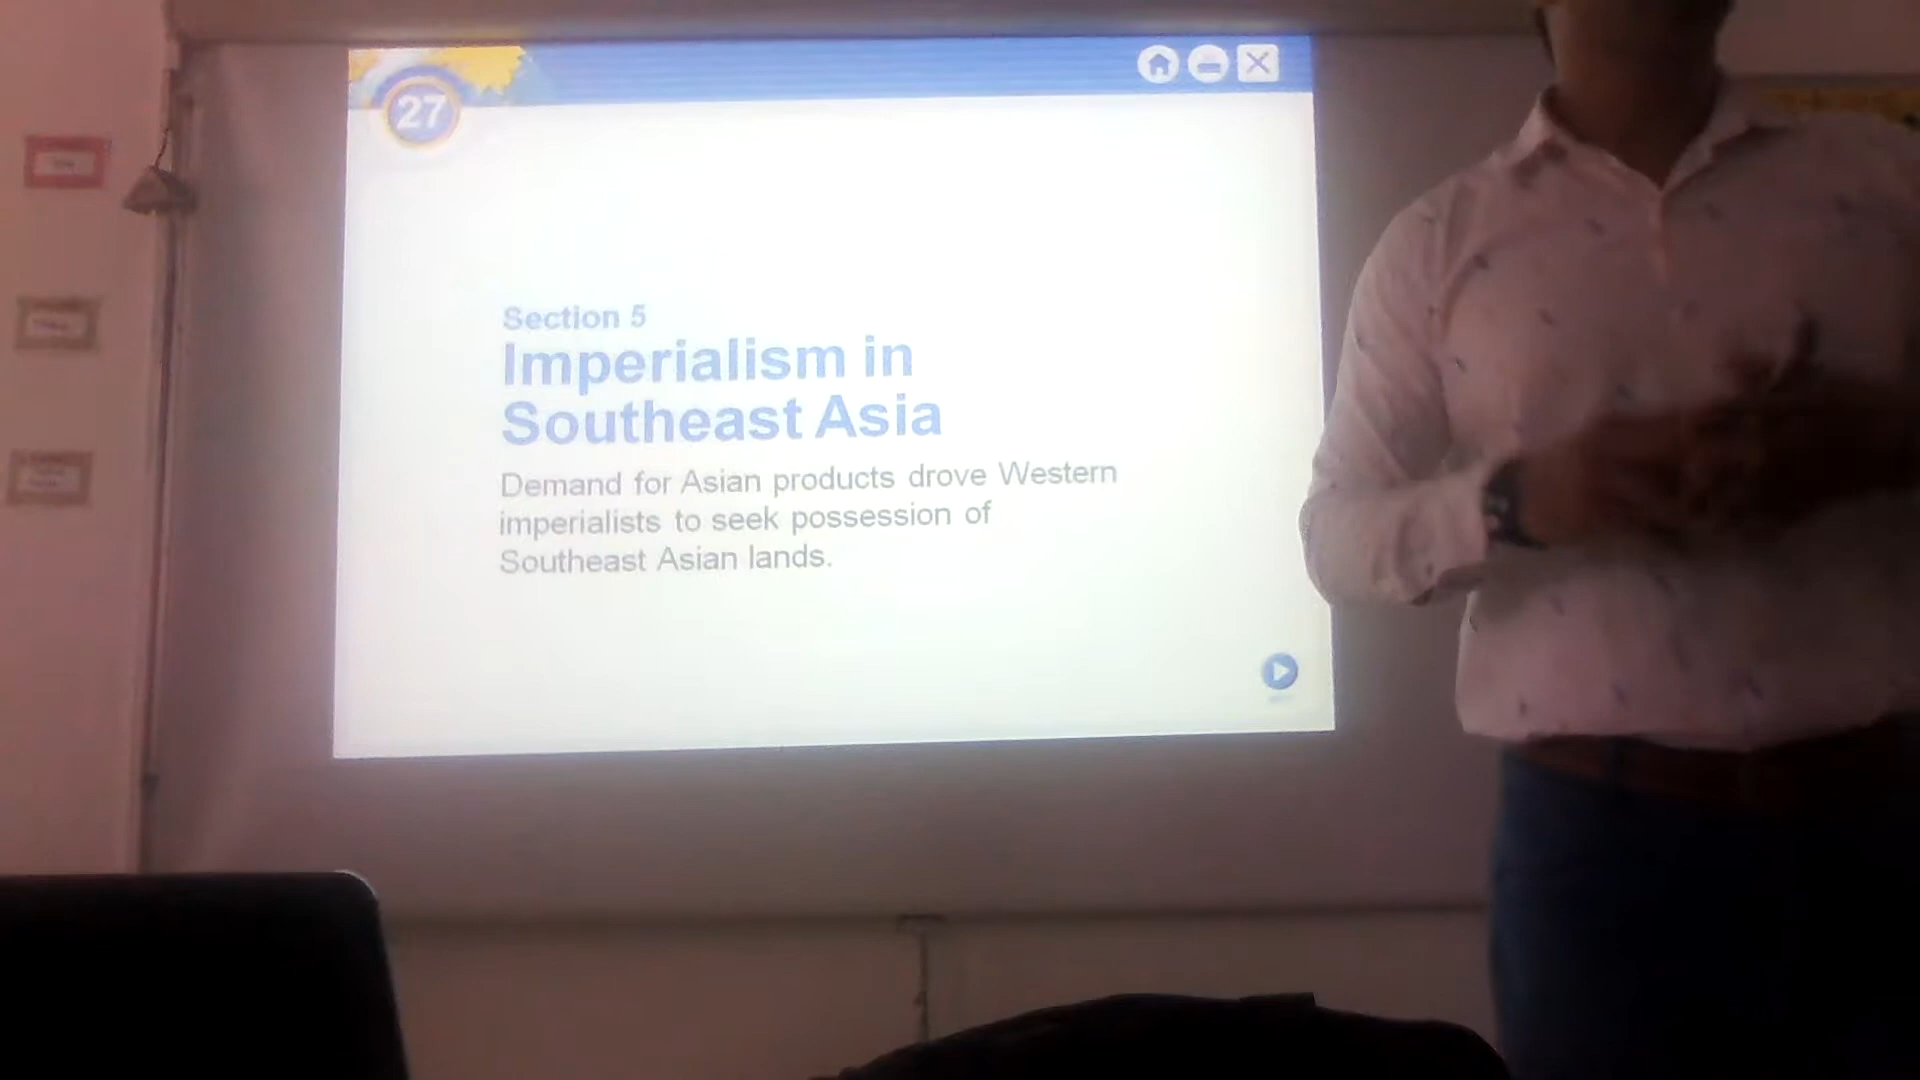 27
Section 5
Imperialism in
Southeast Asia
Demand for Asian products drove Western
imperialists to seek possession of
Southeast Asian lands.